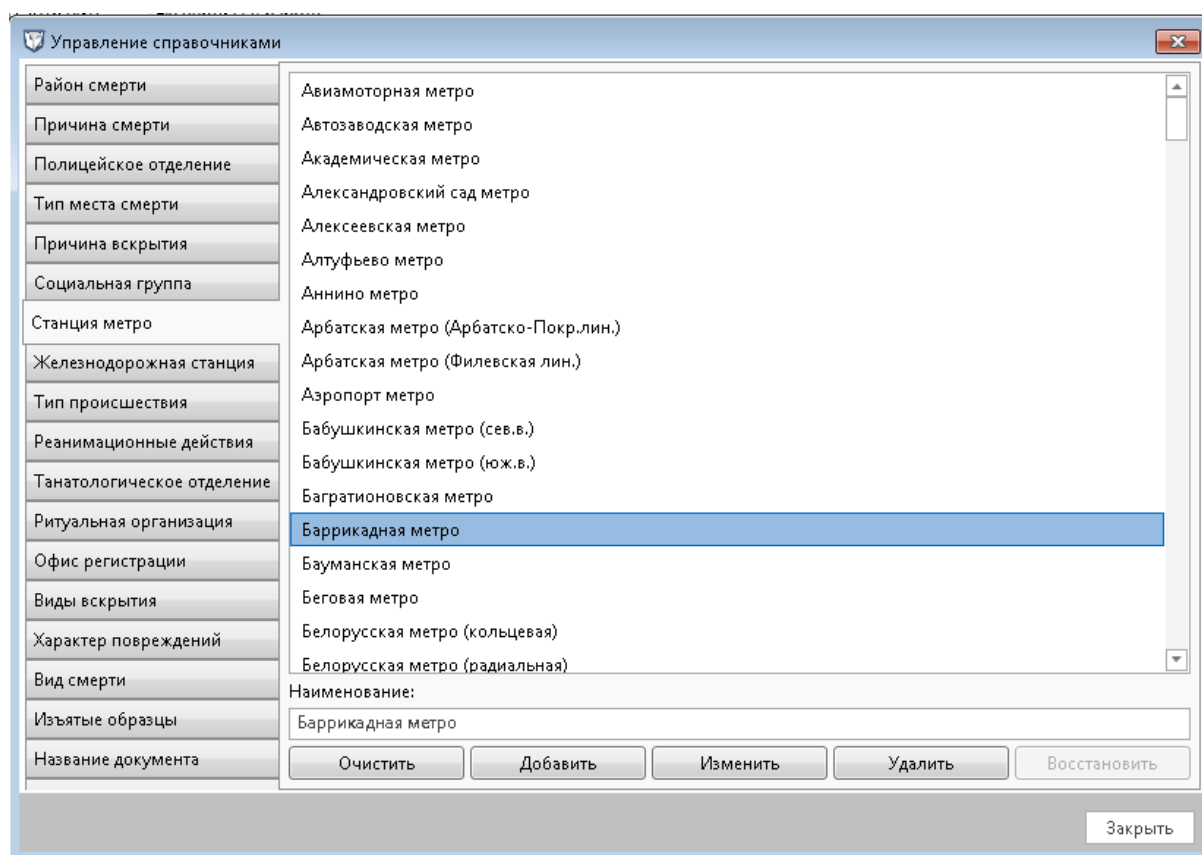 Управление справочниками
Район смерти
Причина смерти
Полицейское отделение
Тип места смерти
Причина вскрытия
Социальная группа
Станция метро
Железнодорожная станция
Тип происшествия
Реанимационные действия
Танатологическое отделение
Ритуальная организация
Офис регистрации
Виды вскрытия
Характер повреждений
Вид смерти
Изъятые образцы
Название документа
Авиамоторная метро
Автозаводская метро
Академическая метро
Александровский сад метро
Алексеевская метро
Алтуфьево метро
Аннино метро
Арбатская метро (Арбатско-Покр.лин.)
Арбатская метро (Филевская лин.)
Аэропорт метро
Бабушкинская метро (сев.в.)
Бабушкинская метро (юж.в.)
Багратионовская метро
Баррикадная метро
Бауманская метро
Беговая метро
Белорусская метро (кольцевая)
Белорусская метро (радиальная)
Наименование:
Баррикадная метро
Очистить Добавить Изменить Удалить Восстановить
Закрыть